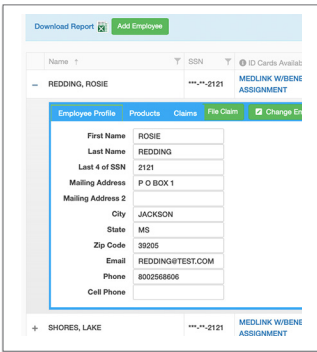 Download Report Add Employee
Name ↑ SSN ID Cards Availab
− REDDING, ROSIE ***-**-2121 MEDLINK W/BENE
ASSIGNMENT
Employee Profile Products Claims File Claim Change En
First Name ROSIE
Last Name REDDING
Last 4 of SSN 2121
Mailing Address P O BOX 1
Mailing Address 2
City JACKSON
State MS
Zip Code 39205
Email REDDING@TEST.COM
Phone 8002568606
Cell Phone
+ SHORES, LAKE ***-**-2121 MEDLINK W/BENE
ASSIGNMENT